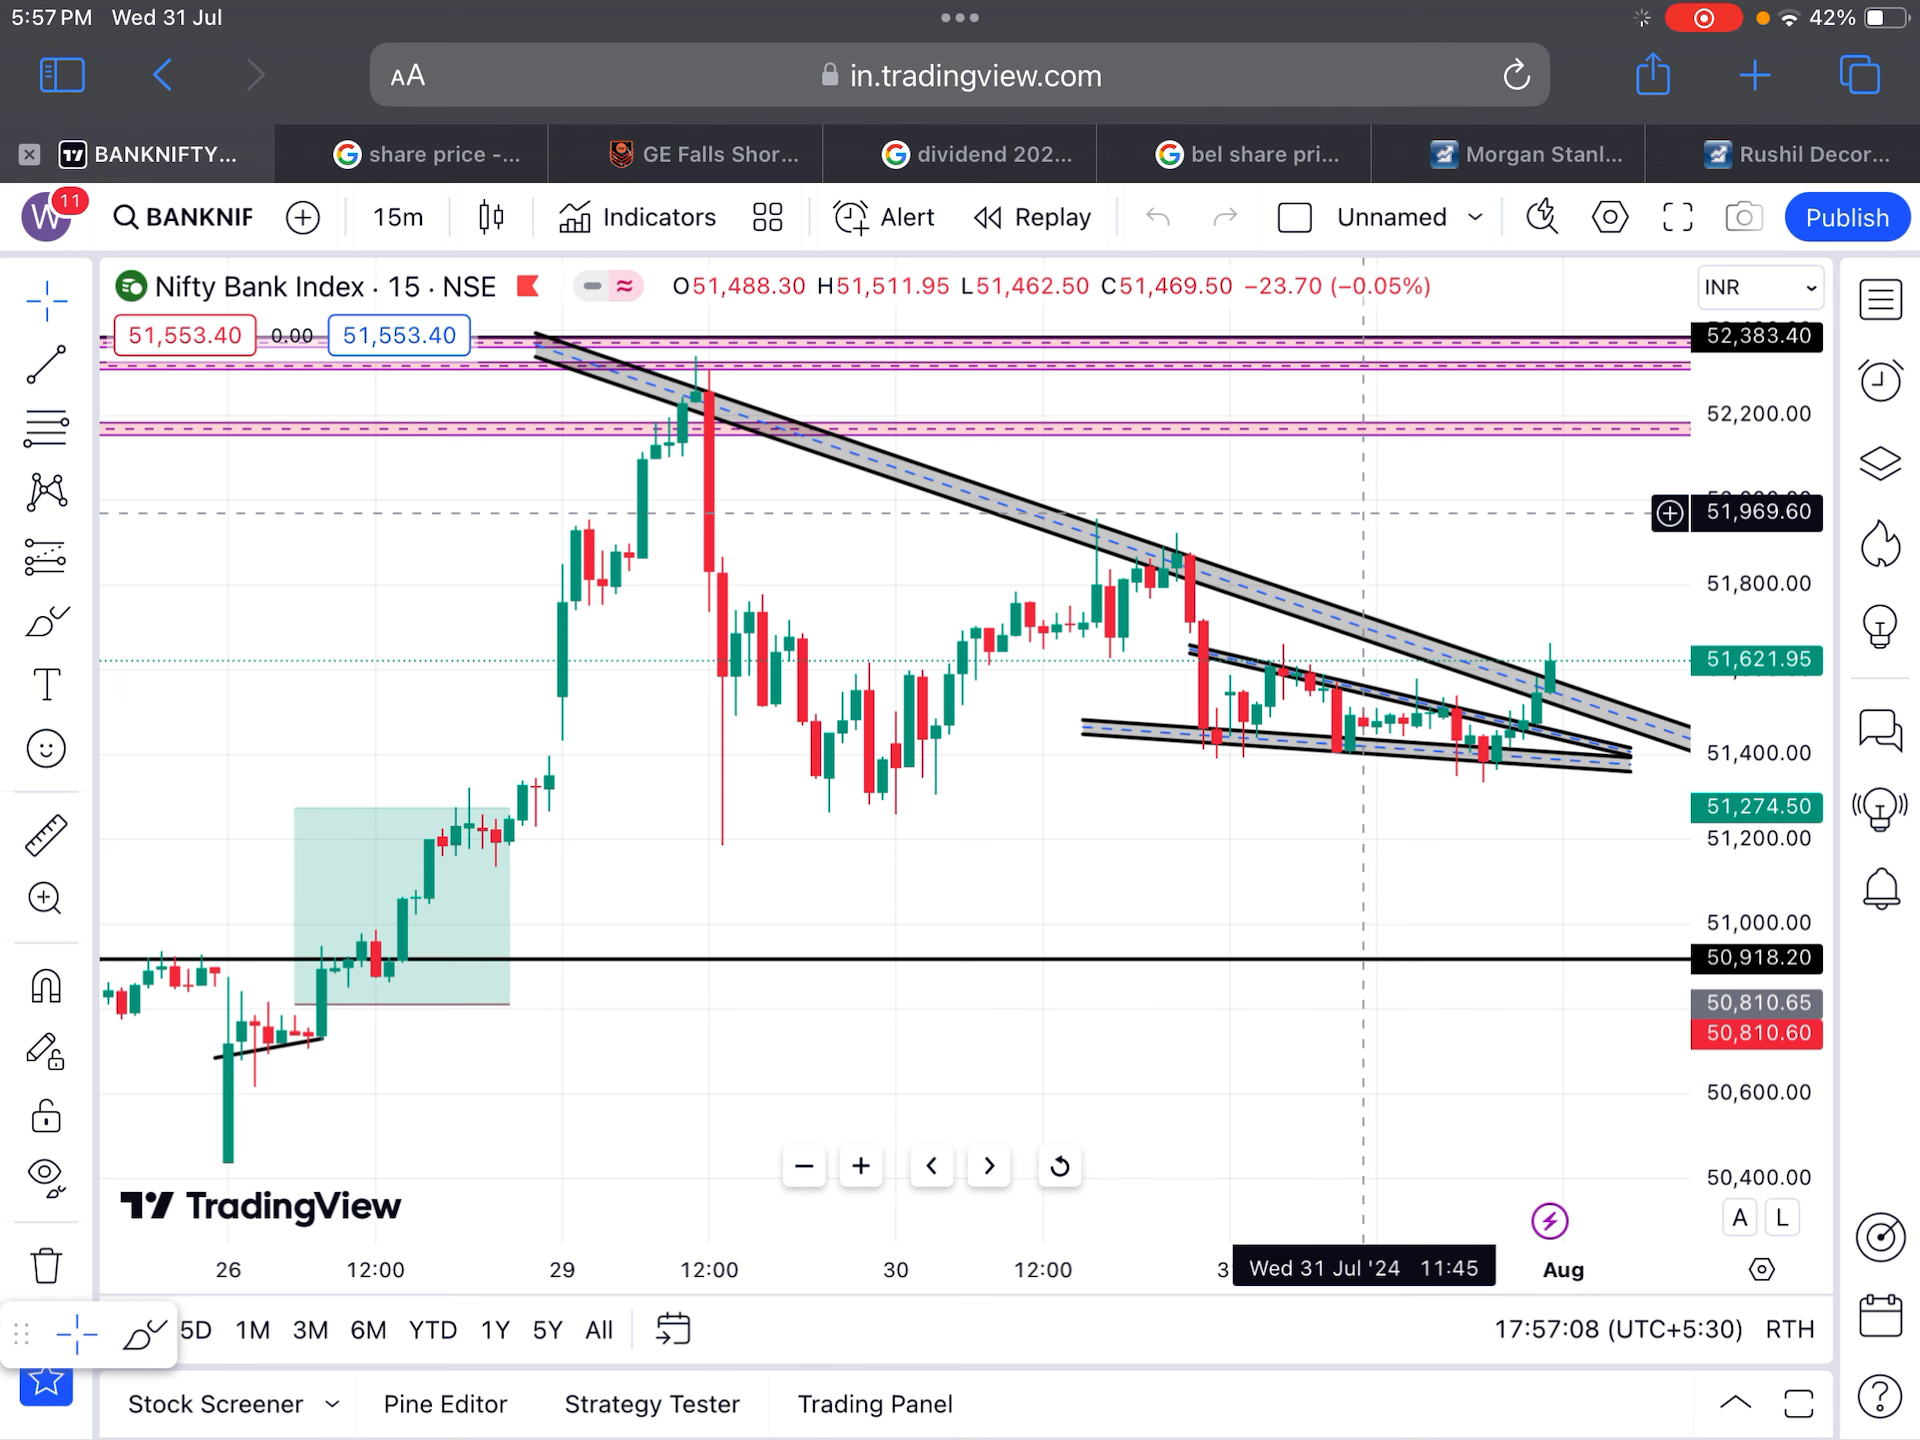 5:57 PM Wed 31 Jul
42%
AA in.tradingview.com
BANKNIFTY...
share price -...
GE Falls Shor...
dividend 202...
bel share pri...
Morgan Stanl...
Rushil Decor...
W 11
BANKNIF
15m
Indicators
Alert
Replay
Unnamed
Publish
Nifty Bank Index · 15 · NSE
O51,488.30 H51,511.95 L51,462.50 C51,469.50 −23.70 (−0.05%)
INR
51,553.40 0.00 51,553.40
52,383.40
52,200.00
51,969.60
51,800.00
51,621.95
51,400.00
51,274.50
51,200.00
51,000.00
50,918.20
50,810.65
50,810.60
50,600.00
50,400.00
TradingView
A L
26 12:00 29 12:00 30 12:00 Wed 31 Jul '24 11:45 Aug
5D 1M 3M 6M YTD 1Y 5Y All
17:57:08 (UTC+5:30) RTH
Stock Screener Pine Editor Strategy Tester Trading Panel